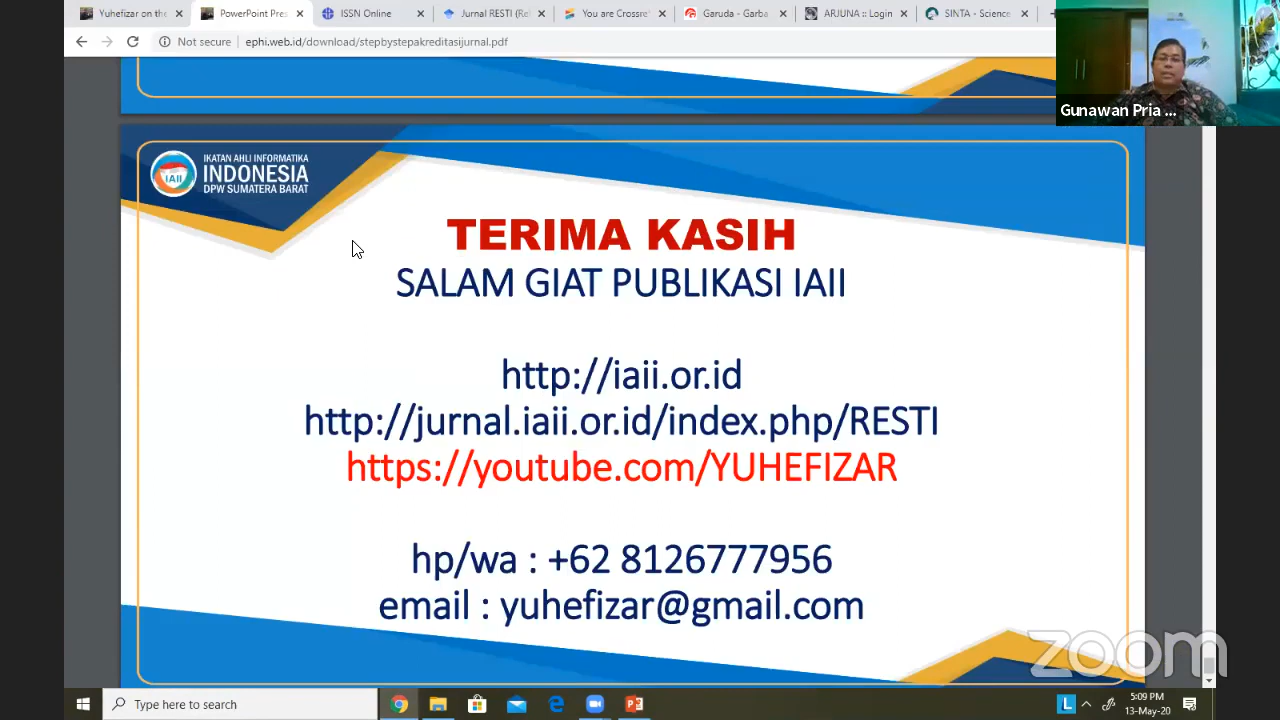 Yuhefizar on the
PowerPoint Pres
ISSN Online
Jurnal RESTI (Re
You are Crossre
Garuda - Garba
ARJUNA :: Login
SINTA - Science
Not secure
ephi.web.id/download/stepbystepakreditasijurnal.pdf
Gunawan Pria ...
IKATAN AHLI INFORMATIKA
INDONESIA
DPW SUMATERA BARAT
IAII
TERIMA KASIH
SALAM GIAT PUBLIKASI IAII
http://iaii.or.id
http://jurnal.iaii.or.id/index.php/RESTI
https://youtube.com/YUHEFIZAR
hp/wa : +62 8126777956
email : yuhefizar@gmail.com
zoom
Type here to search
L
5:09 PM
13-May-20